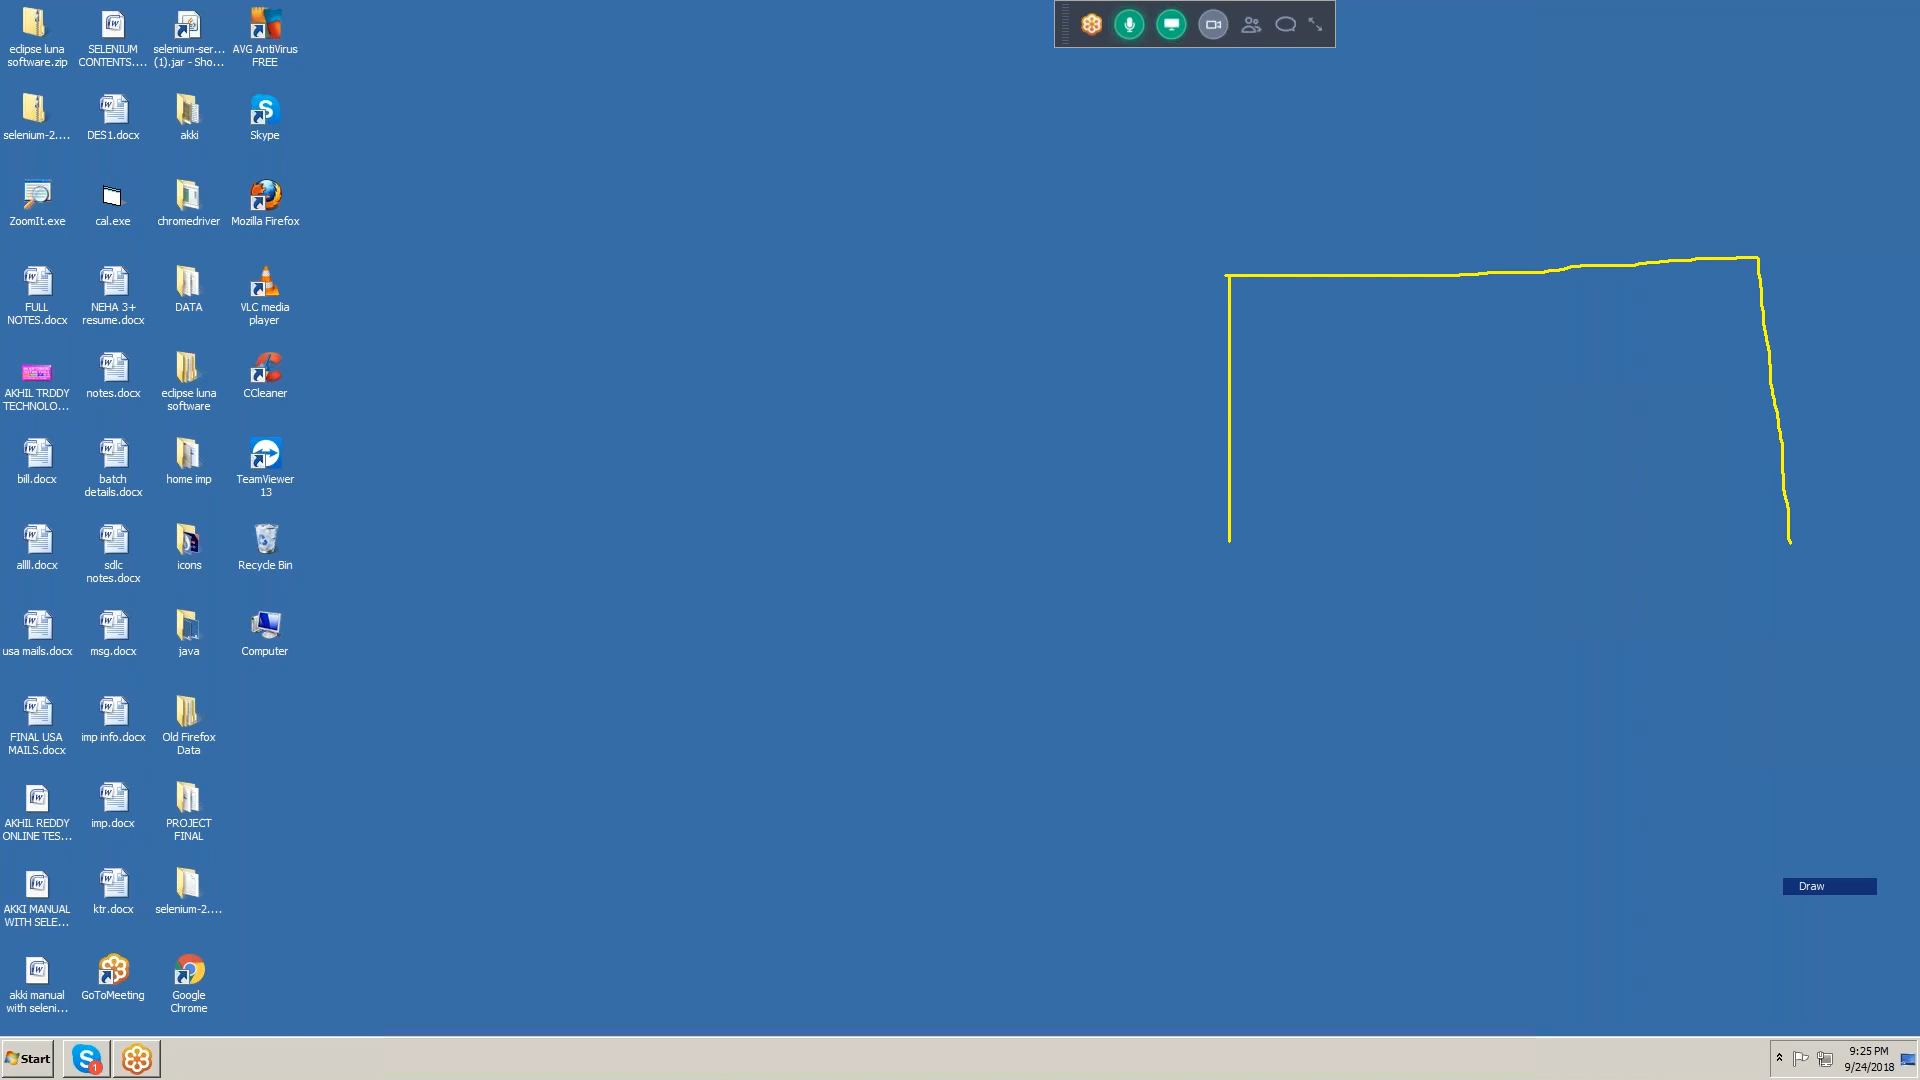 eclipse luna
software.zip
SELENIUM
CONTENTS....
selenium-ser...
(1).jar - Sho...
AVG AntiVirus
FREE
selenium-2....
DES1.docx
akki
Skype
ZoomIt.exe
cal.exe
chromedriver
Mozilla Firefox
FULL
NOTES.docx
NEHA 3+
resume.docx
DATA
VLC media
player
AKHIL TRDDY
TECHNOLO...
notes.docx
eclipse luna
software
CCleaner
bill.docx
batch
details.docx
home imp
TeamViewer
13
allll.docx
sdlc
notes.docx
icons
Recycle Bin
usa mails.docx
msg.docx
java
Computer
FINAL USA
MAILS.docx
imp info.docx
Old Firefox
Data
AKHIL REDDY
ONLINE TES...
imp.docx
PROJECT
FINAL
AKKI MANUAL
WITH SELE...
ktr.docx
selenium-2....
Draw
akki manual
with seleni...
GoToMeeting
Google
Chrome
Start
1
9:25 PM
9/24/2018